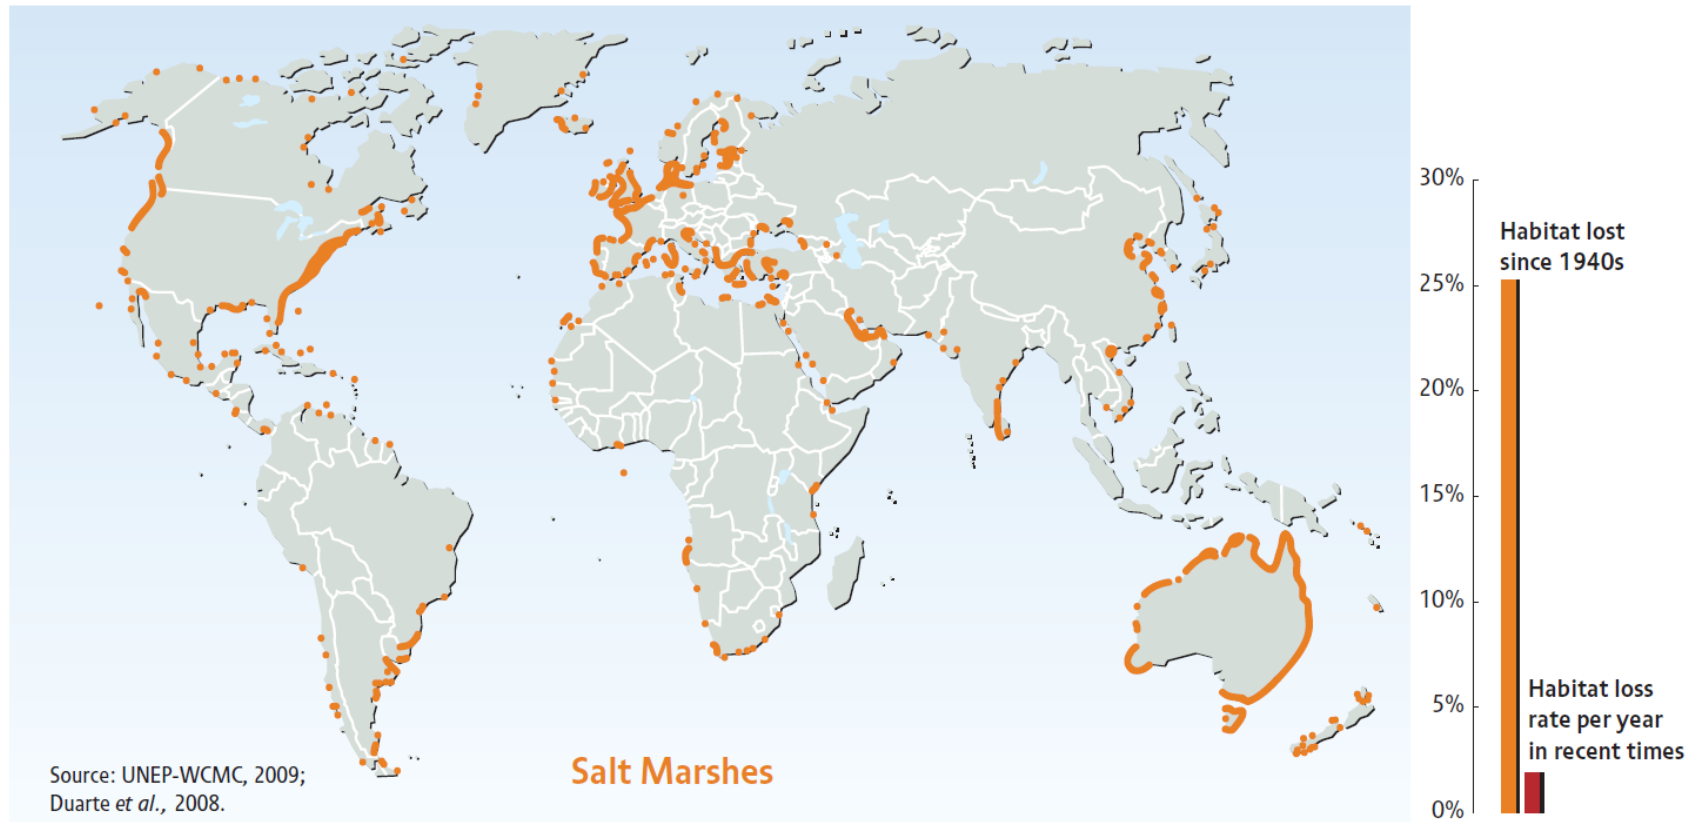 30%
Habitat lost
since 1940s
25%
20%
15%
10%
5%
Habitat loss
rate per year
in recent times
0%
Salt Marshes
Source: UNEP-WCMC, 2009;
Duarte et al., 2008.